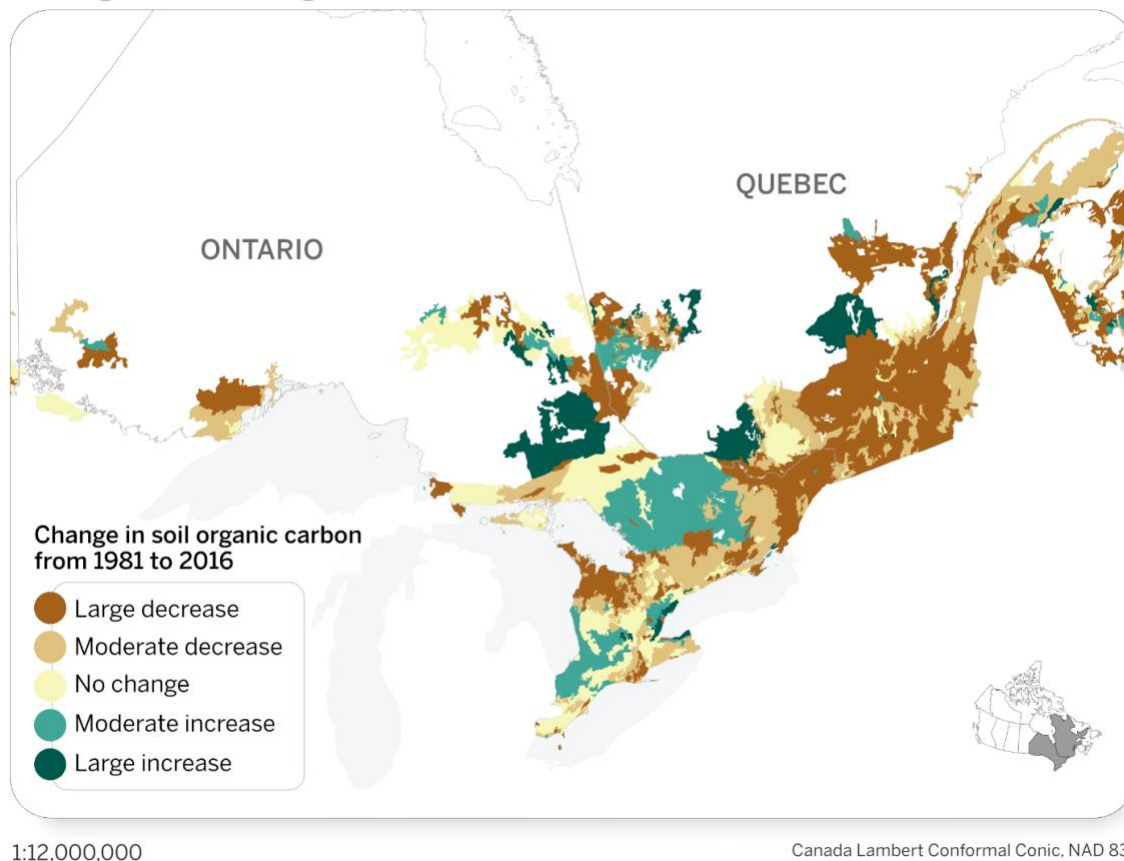 QUEBEC
ONTARIO
Change in soil organic carbon
from 1981 to 2016
Large decrease
Moderate decrease
No change
Moderate increase
Large increase
1:12,000,000
Canada Lambert Conformal Conic, NAD 83